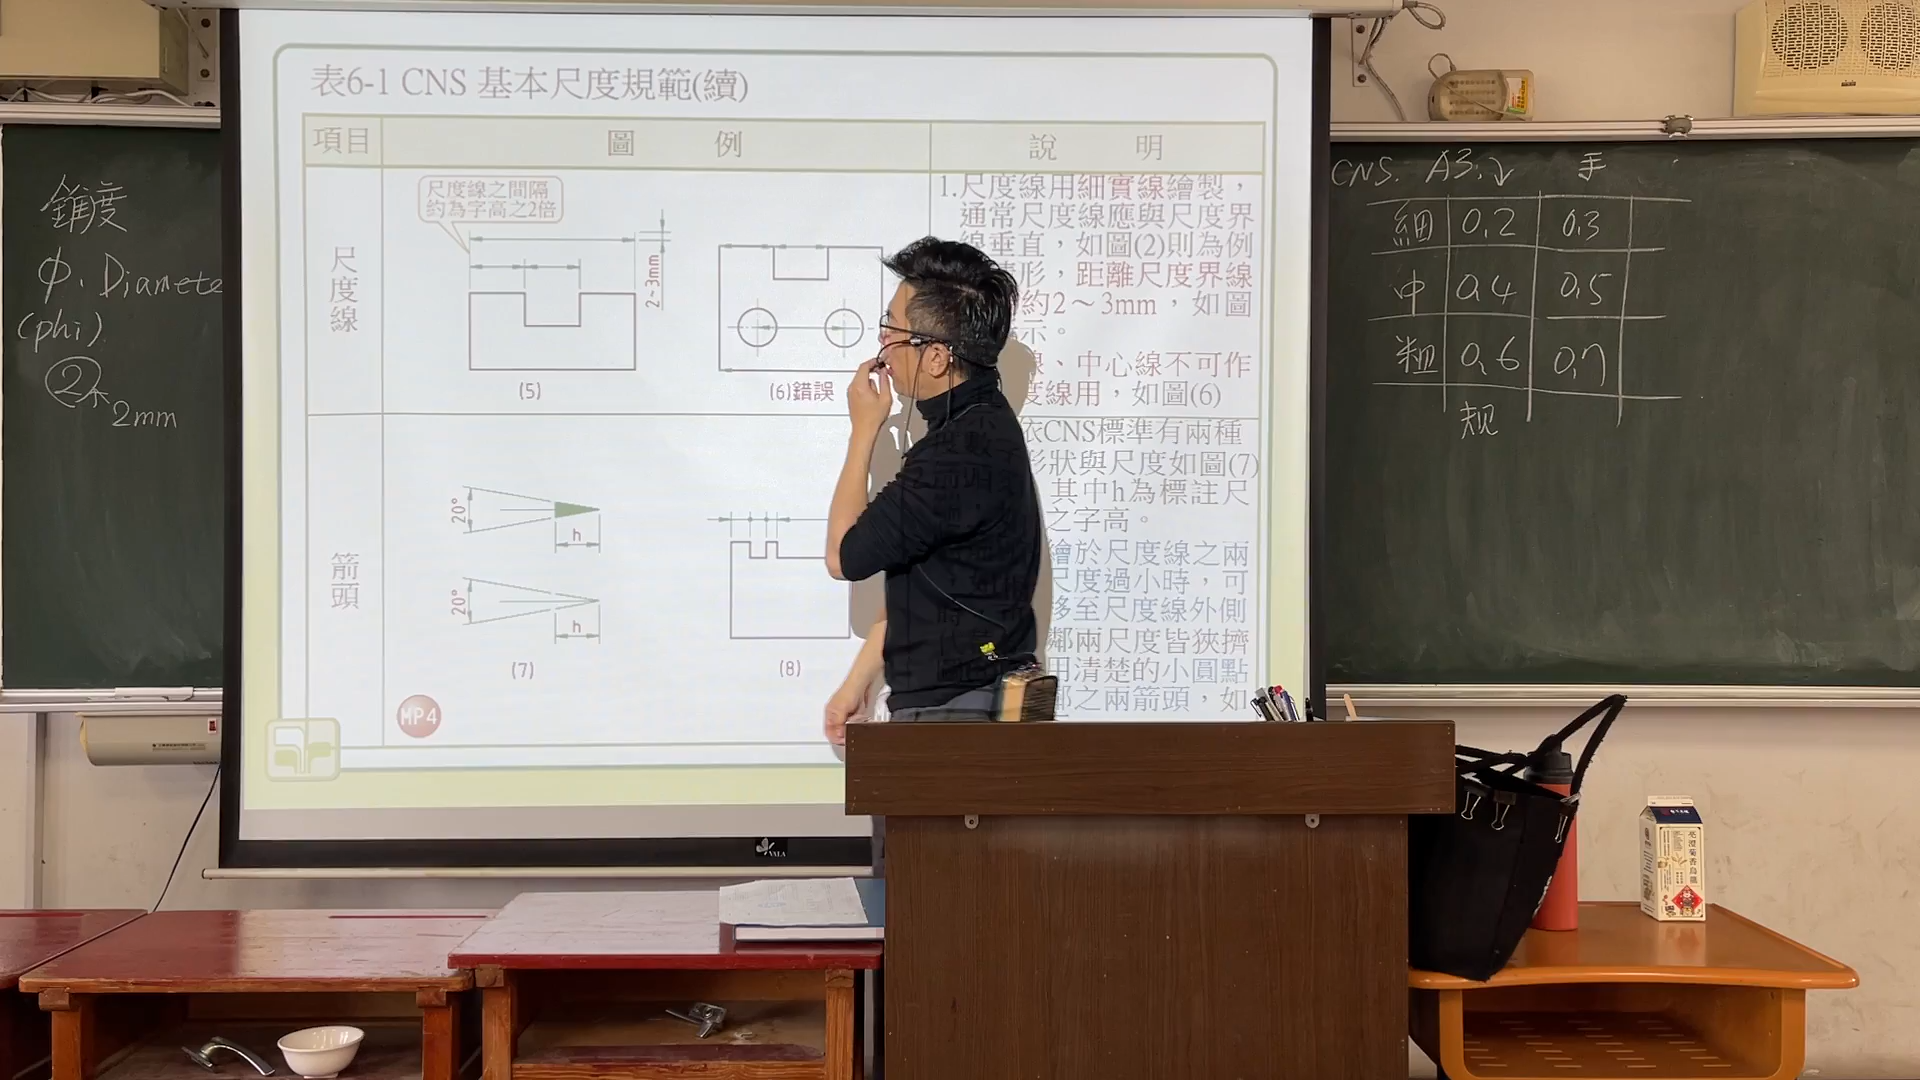 錐度
Φ. Diamete
(phi)
② 不
2mm
表6-1 CNS 基本尺度規範(續)
項目
圖 例
說 明
尺度線
尺度線之間隔
約為字高之2倍
2~3mm
(5)
(6)錯誤
1.尺度線用細實線繪製，
通常尺度線應與尺度界
線垂直，如圖(2)則為例
形，距離尺度界線
約2～3mm，如圖
示。
線、中心線不可作
度線用，如圖(6)
箭頭
20°
h
20°
h
(7)
(8)
依CNS標準有兩種
形狀與尺度如圖(7)
其中h為標註尺
之字高。
繪於尺度線之兩
尺度過小時，可
移至尺度線外側
鄰兩尺度皆狹擠
用清楚的小圓點
鄰之兩箭頭，如
MP4
VALA
CNS. A3.↓ 手
細 0.2 0.3
中 0.4 0.5
粗 0.6 0.7
規